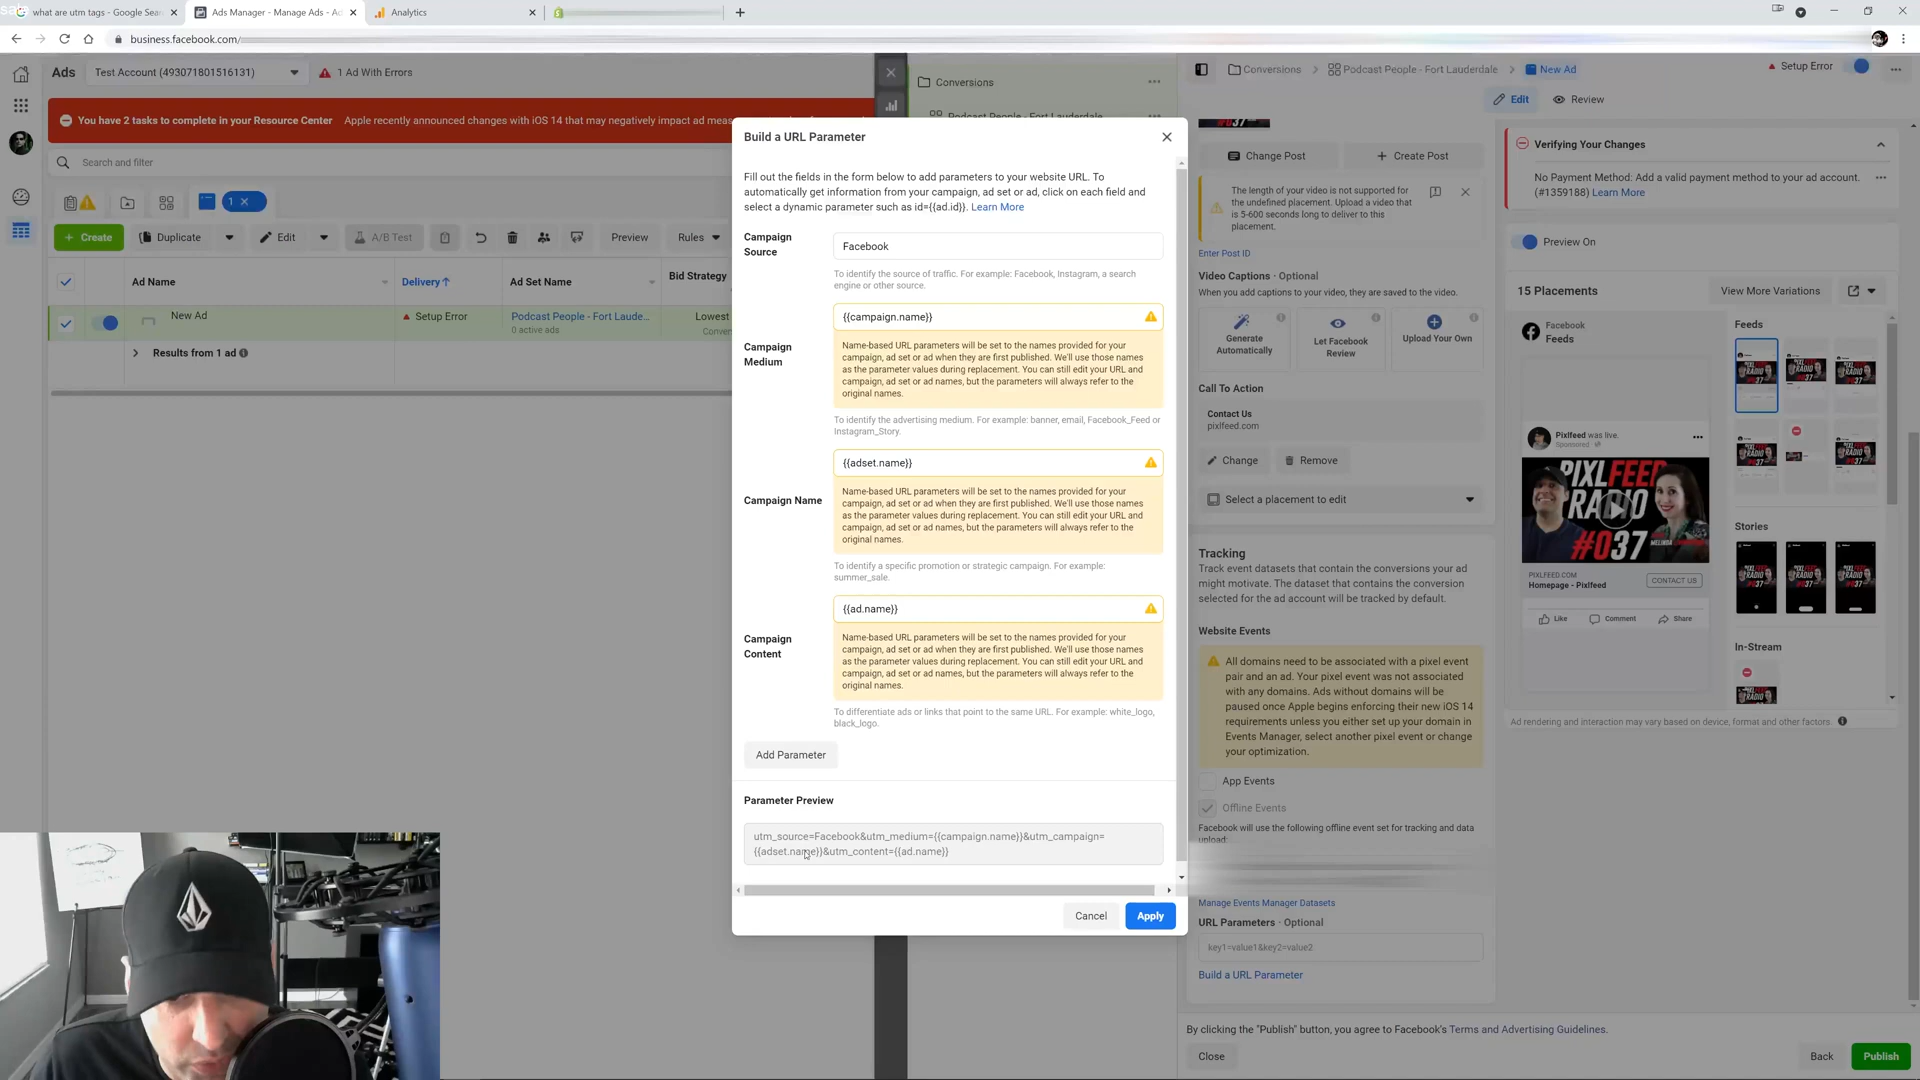 what are utm tags - Google Sear
Ads Manager - Manage Ads - Ad
Analytics
business.facebook.com/
Ads
Test Account (493071801516131)
1 Ad With Errors
You have 2 tasks to complete in your Resource Center
Apple recently announced changes with iOS 14 that may negatively impact ad meas
Search and filter
1
Create
Duplicate
Edit
A/B Test
Preview
Rules
Ad Name
Delivery↑
Ad Set Name
Bid Strategy
New Ad
Setup Error
Podcast People - Fort Laude...
0 active ads
Lowest
Conver
Results from 1 ad
Conversions
Podcast People - Fort Lauderdale
Build a URL Parameter
Fill out the fields in the form below to add parameters to your website URL. To
automatically get information from your campaign, ad set or ad, click on each field and
select a dynamic parameter such as id={{ad.id}}. Learn More
Campaign
Source
Facebook
To identify the source of traffic. For example: Facebook, Instagram, a search
engine or other source.
Campaign
Medium
{{campaign.name}}
Name-based URL parameters will be set to the names provided for your
campaign, ad set or ad when they are first published. We'll use those names
as the parameter values during replacement. You can still edit your URL and
campaign, ad set or ad names, but the parameters will always refer to the
original names.
To identify the advertising medium. For example: banner, email, Facebook_Feed or
Instagram_Story.
Campaign Name
{{adset.name}}
Name-based URL parameters will be set to the names provided for your
campaign, ad set or ad when they are first published. We'll use those names
as the parameter values during replacement. You can still edit your URL and
campaign, ad set or ad names, but the parameters will always refer to the
original names.
To identify a specific promotion or strategic campaign. For example:
summer_sale.
Campaign
Content
{{ad.name}}
Name-based URL parameters will be set to the names provided for your
campaign, ad set or ad when they are first published. We'll use those names
as the parameter values during replacement. You can still edit your URL and
campaign, ad set or ad names, but the parameters will always refer to the
original names.
To differentiate ads or links that point to the same URL. For example: white_logo,
black_logo.
Add Parameter
Parameter Preview
utm_source=Facebook&utm_medium={{campaign.name}}&utm_campaign=
{{adset.name}}&utm_content={{ad.name}}
Cancel
Apply
Conversions
Podcast People - Fort Lauderdale
New Ad
Setup Error
Edit
Review
#037
Change Post
Create Post
The length of your video is not supported for
the undefined placement. Upload a video that
is 5-600 seconds long to deliver to this
placement.
Enter Post ID
Video Captions · Optional
When you add captions to your video, they are saved to the video.
Generate
Automatically
Let Facebook
Review
Upload Your Own
Call To Action
Contact Us
pixlfeed.com
Change
Remove
Select a placement to edit
Tracking
Track event datasets that contain the conversions your ad
might motivate. The dataset that contains the conversion
selected for the ad account will be tracked by default.
Website Events
All domains need to be associated with a pixel event
pair and an ad. Your pixel event was not associated
with any domains. Ads without domains will be
paused once Apple begins enforcing their new iOS 14
requirements unless you either set up your domain in
Events Manager, select another pixel event or change
your optimization.
App Events
Offline Events
Facebook will use the following offline event set for tracking and data
upload:
Manage Events Manager Datasets
URL Parameters · Optional
key1=value1&key2=value2
Build a URL Parameter
Verifying Your Changes
No Payment Method: Add a valid payment method to your ad account.
(#1359188) Learn More
Preview On
15 Placements
View More Variations
Facebook
Feeds
Pixlfeed was live.
Sponsored
PIXLFEED
RADIO
#037
PIXLFEED.COM
Homepage - Pixlfeed
CONTACT US
Like
Comment
Share
Feeds
Stories
In-Stream
Ad rendering and interaction may vary based on device, format and other factors.
By clicking the "Publish" button, you agree to Facebook's Terms and Advertising Guidelines.
Close
Back
Publish